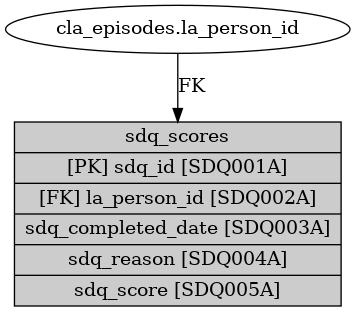 cla_episodes.la_person_id
FK
sdq_scores
[PK] sdq_id [SDQ001A]
[FK] la_person_id [SDQ002A]
sdq_completed_date [SDQ003A]
sdq_reason [SDQ004A]
sdq_score [SDQ005A]